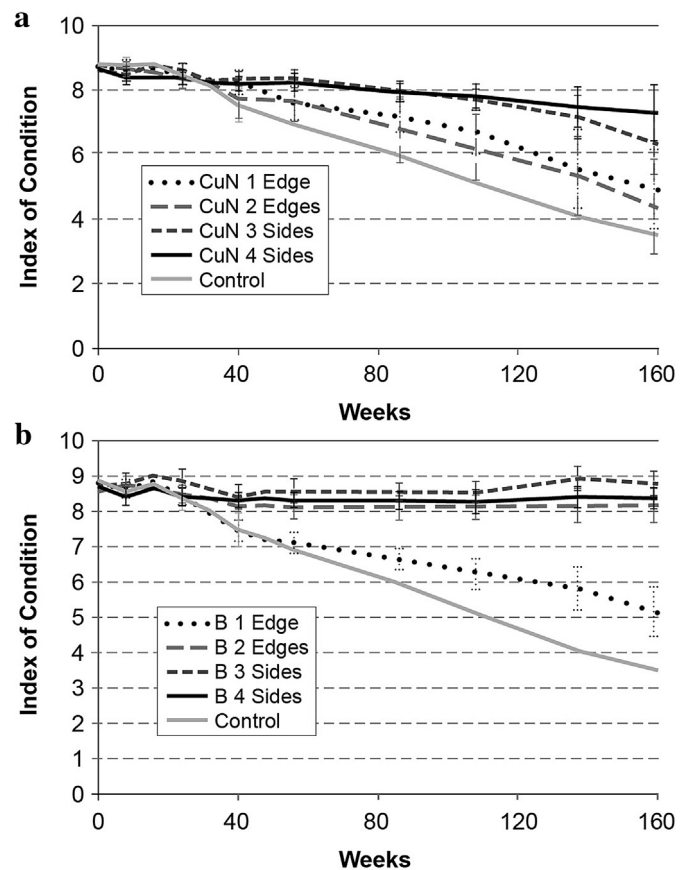 a
10
8
6
4
2
0
Index of Condition
CuN 1 Edge
CuN 2 Edges
CuN 3 Sides
CuN 4 Sides
Control
0 40 80 120 160
Weeks
b
10
9
8
7
6
5
4
3
2
1
0
Index of Condition
B 1 Edge
B 2 Edges
B 3 Sides
B 4 Sides
Control
0 40 80 120 160
Weeks